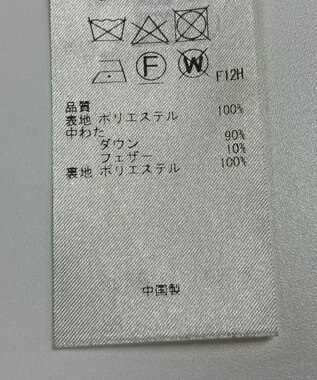 F W F12H
品質
表地 ポリエステル 100%
中わた
ダウン 90%
フェザー 10%
裏地 ポリエステル 100%
中国製